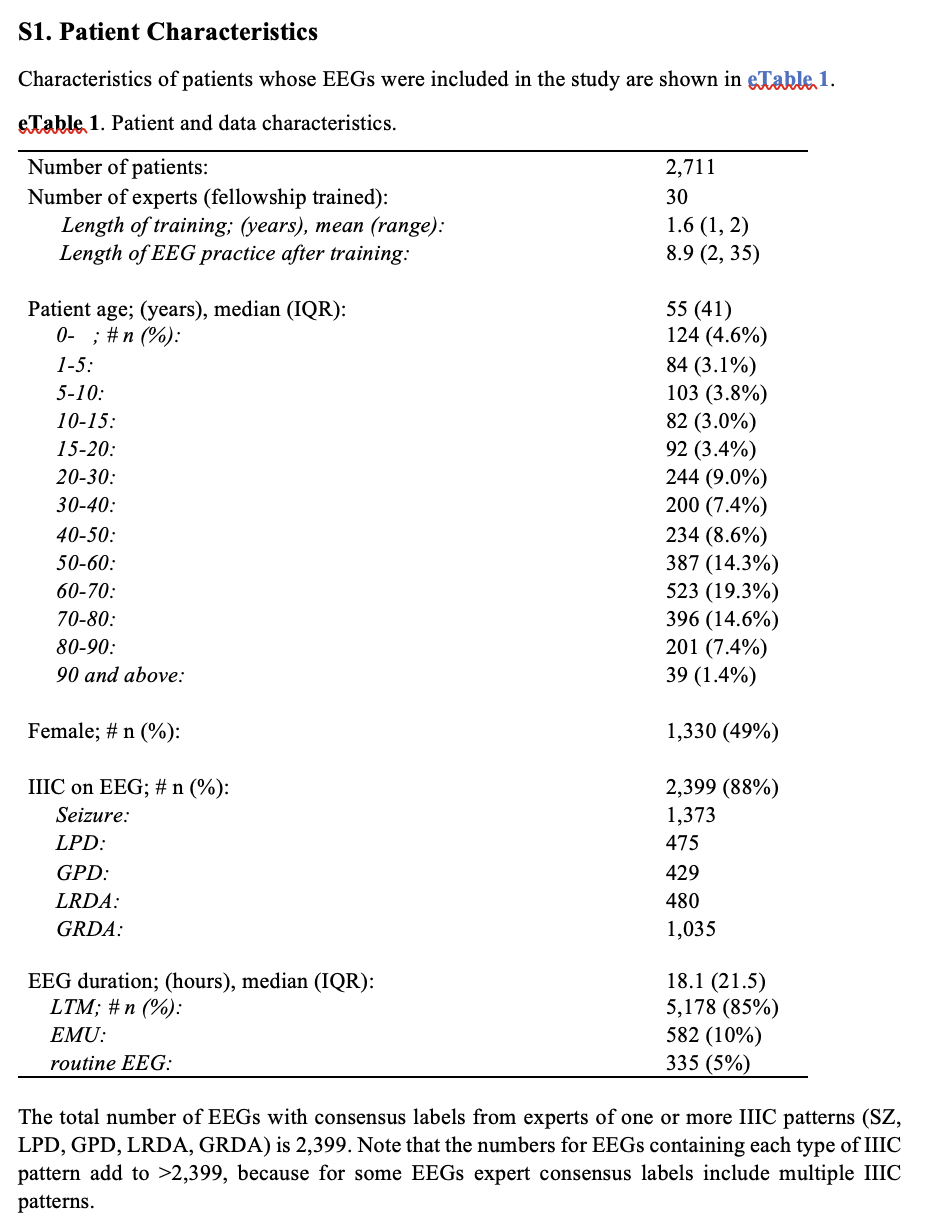 S1. Patient Characteristics
Characteristics of patients whose EEGs were included in the study are shown in eTable 1.
eTable 1. Patient and data characteristics.
Number of patients: 2,711
Number of experts (fellowship trained): 30
Length of training; (years), mean (range): 1.6 (1, 2)
Length of EEG practice after training: 8.9 (2, 35)
Patient age; (years), median (IQR): 55 (41)
0- ; # n (%): 124 (4.6%)
1-5: 84 (3.1%)
5-10: 103 (3.8%)
10-15: 82 (3.0%)
15-20: 92 (3.4%)
20-30: 244 (9.0%)
30-40: 200 (7.4%)
40-50: 234 (8.6%)
50-60: 387 (14.3%)
60-70: 523 (19.3%)
70-80: 396 (14.6%)
80-90: 201 (7.4%)
90 and above: 39 (1.4%)
Female; # n (%): 1,330 (49%)
IIIC on EEG; # n (%): 2,399 (88%)
Seizure: 1,373
LPD: 475
GPD: 429
LRDA: 480
GRDA: 1,035
EEG duration; (hours), median (IQR): 18.1 (21.5)
LTM; # n (%): 5,178 (85%)
EMU: 582 (10%)
routine EEG: 335 (5%)
The total number of EEGs with consensus labels from experts of one or more IIIC patterns (SZ,
LPD, GPD, LRDA, GRDA) is 2,399. Note that the numbers for EEGs containing each type of IIIC
pattern add to >2,399, because for some EEGs expert consensus labels include multiple IIIC
patterns.